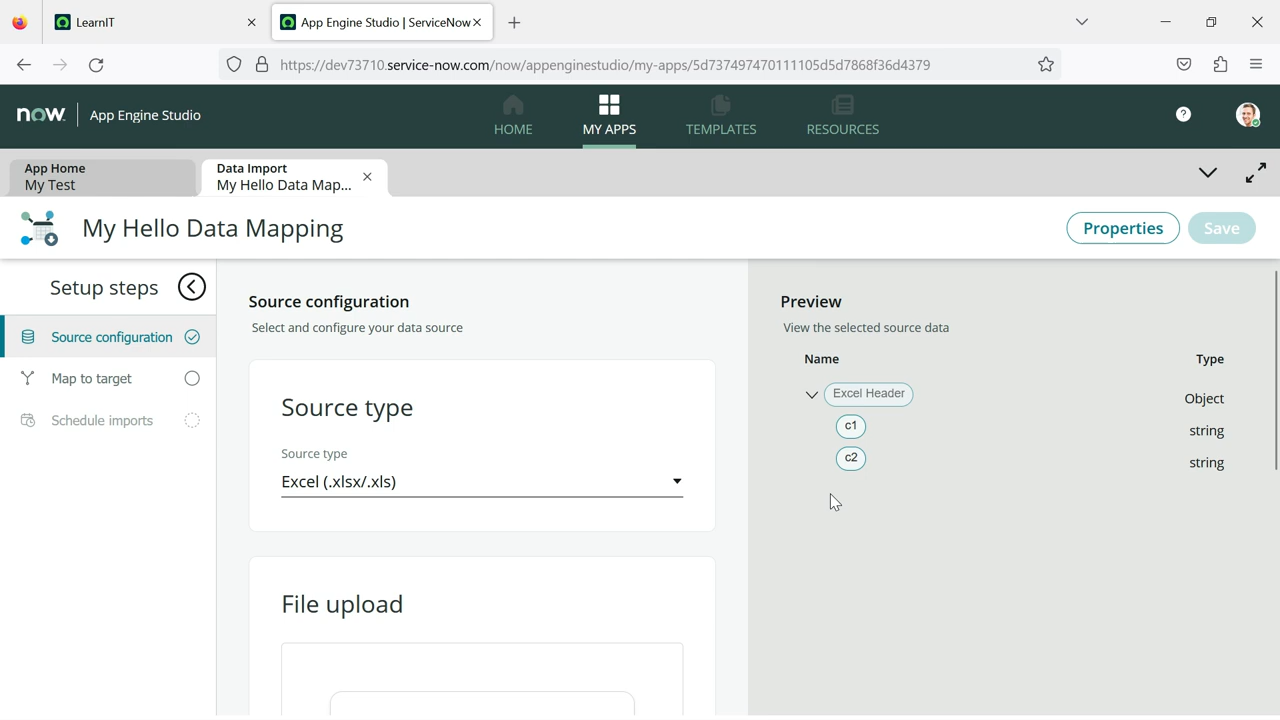 LearnIT
App Engine Studio | ServiceNow
https://dev73710.service-now.com/now/appenginestudio/my-apps/5d737497470111105d5d7868f36d4379
now.
App Engine Studio
HOME
MY APPS
TEMPLATES
RESOURCES
App Home
My Test
Data Import
My Hello Data Map...
My Hello Data Mapping
Properties
Save
Setup steps
Source configuration
Map to target
Schedule imports
Source configuration
Select and configure your data source
Source type
Source type
Excel (.xlsx/.xls)
File upload
Preview
View the selected source data
Name Type
Excel Header Object
c1 string
c2 string